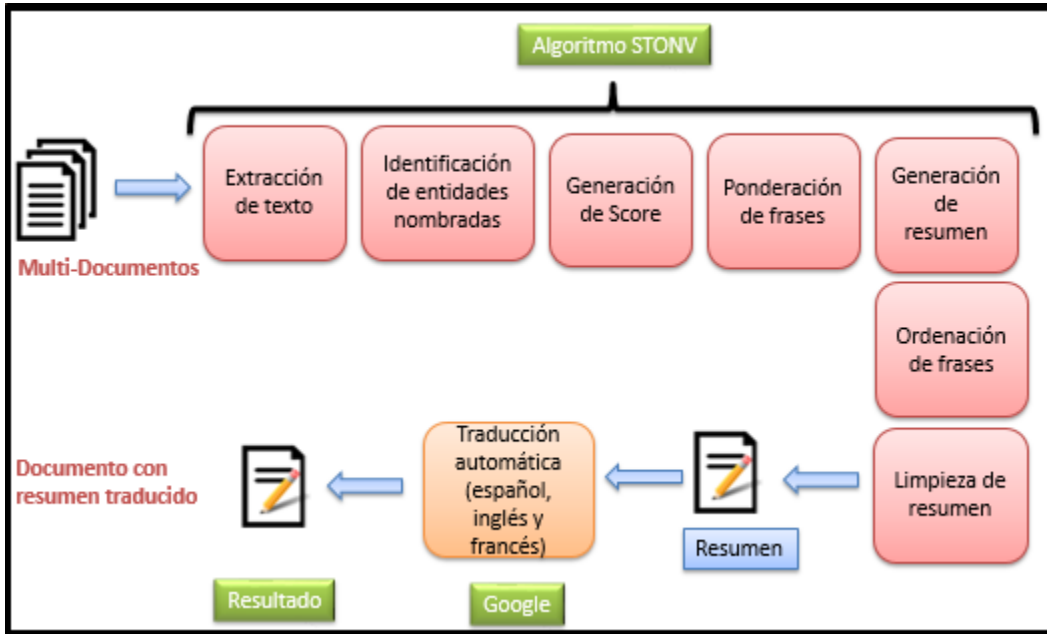 Algoritmo STONV
Extracción
de texto
Identificación
de entidades
nombradas
Generación
de Score
Ponderación
de frases
Generación
de
resumen
Multi-Documentos
Ordenación
de frases
Limpieza de
resumen
Resumen
Traducción
automática
(español,
inglés y
francés)
Google
Documento con
resumen traducido
Resultado